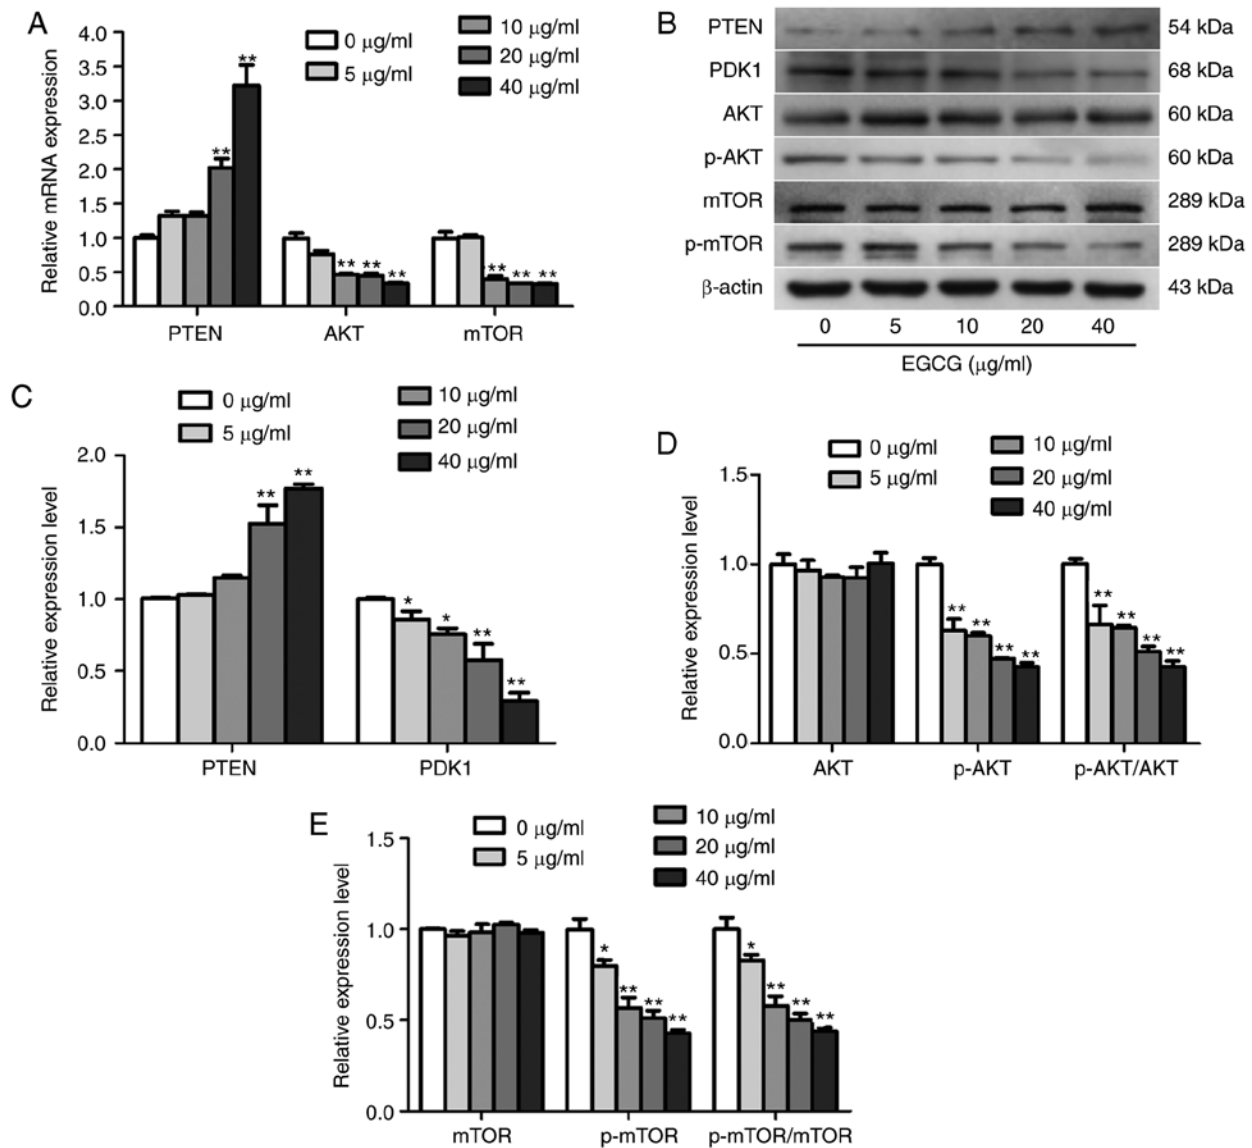 A
Relative mRNA expression
4.0
3.5
3.0
2.5
2.0
1.5
1.0
0.5
0.0
0 μg/ml
5 μg/ml
10 μg/ml
20 μg/ml
40 μg/ml
**
**
** ** **
** ** **
PTEN AKT mTOR
B
PTEN 54 kDa
PDK1 68 kDa
AKT 60 kDa
p-AKT 60 kDa
mTOR 289 kDa
p-mTOR 289 kDa
β-actin 43 kDa
0 5 10 20 40
EGCG (μg/ml)
C
Relative expression level
2.0
1.5
1.0
0.5
0.0
0 μg/ml
5 μg/ml
10 μg/ml
20 μg/ml
40 μg/ml
** **
* * ** **
PTEN PDK1
D
Relative expression level
1.5
1.0
0.5
0.0
0 μg/ml
5 μg/ml
10 μg/ml
20 μg/ml
40 μg/ml
** ** ** **
** ** ** **
AKT p-AKT p-AKT/AKT
E
Relative expression level
1.5
1.0
0.5
0.0
0 μg/ml
5 μg/ml
10 μg/ml
20 μg/ml
40 μg/ml
* ** ** **
* ** ** **
mTOR p-mTOR p-mTOR/mTOR